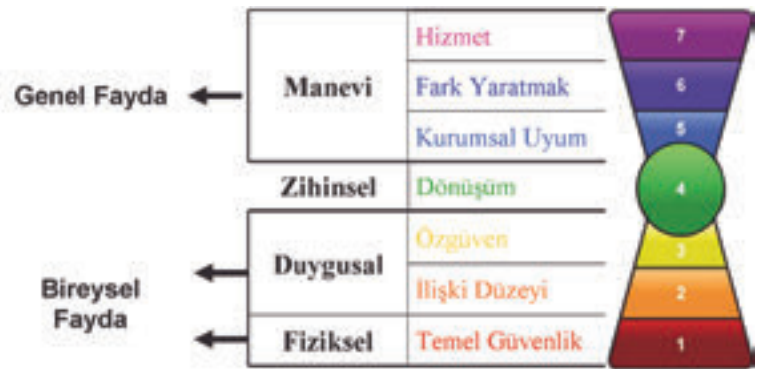 Hizmet 7
Genel Fayda Manevi Fark Yaratmak 6
Kurumsal Uyum 5
Zihinsel Dönüşüm 4
Özgüven 3
Duygusal
Bireysel Fayda İlişki Düzeyi 2
Fiziksel Temel Güvenlik 1